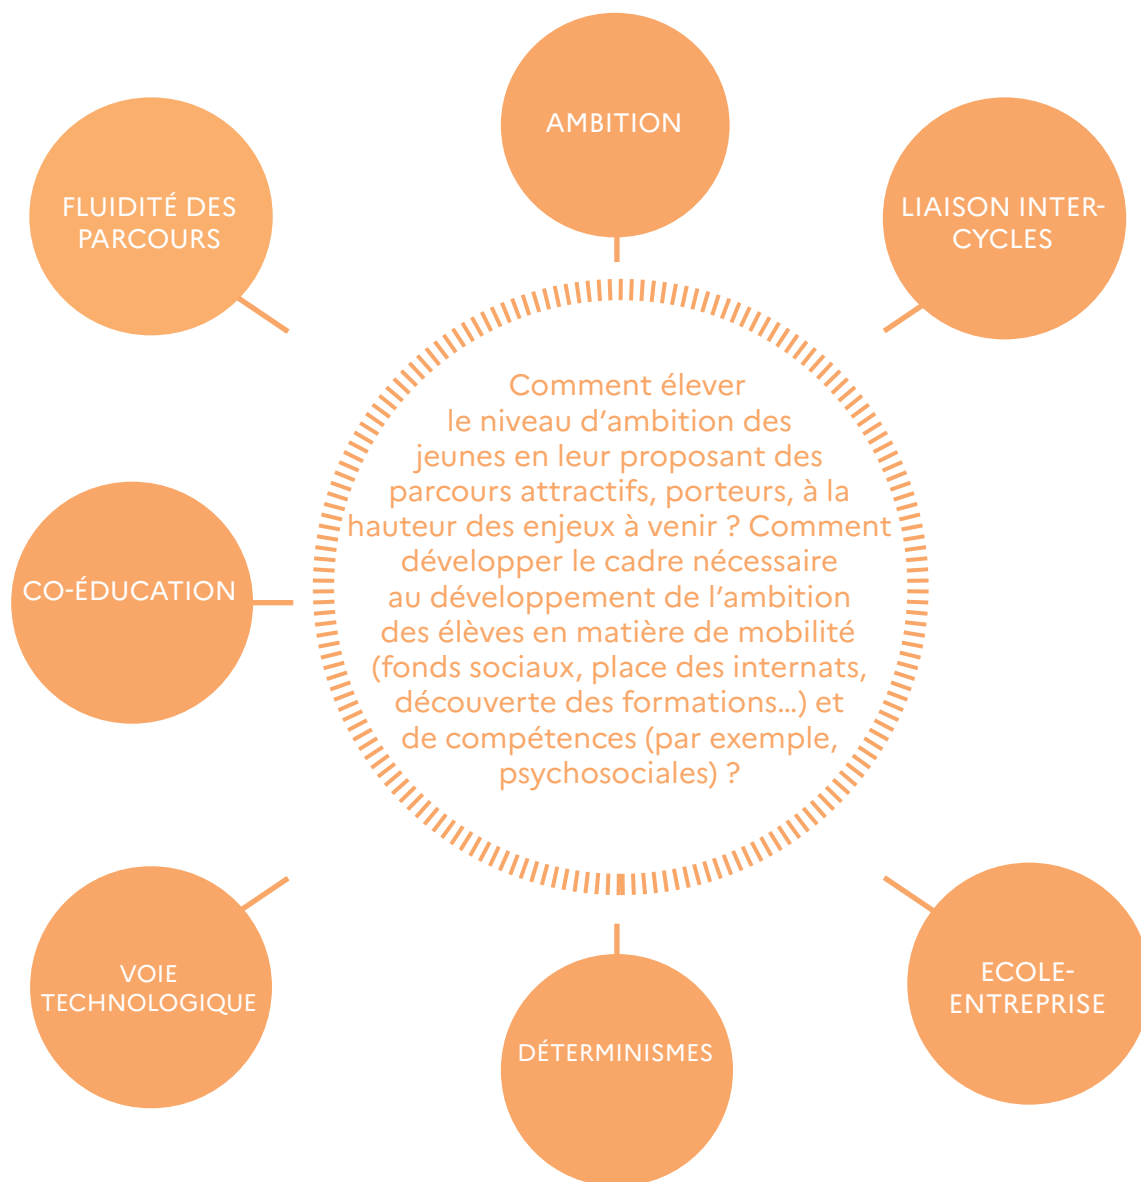 AMBITION
FLUIDITÉ DES
PARCOURS
LIAISON INTER-
CYCLES
Comment élever
le niveau d’ambition des
jeunes en leur proposant des
parcours attractifs, porteurs, à la
hauteur des enjeux à venir ? Comment
développer le cadre nécessaire
au développement de l’ambition
des élèves en matière de mobilité
(fonds sociaux, place des internats,
découverte des formations…) et
de compétences (par exemple,
psychosociales) ?
CO-ÉDUCATION
VOIE
TECHNOLOGIQUE
DÉTERMINISMES
ECOLE-
ENTREPRISE